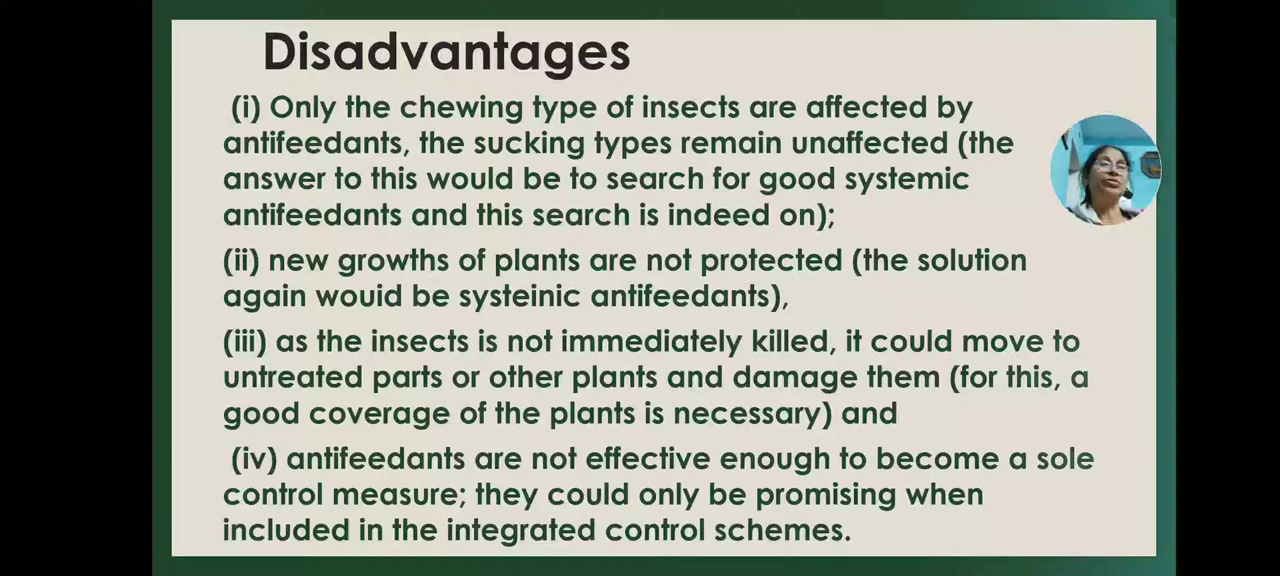 Disadvantages
(i) Only the chewing type of insects are affected by
antifeedants, the sucking types remain unaffected (the
answer to this would be to search for good systemic
antifeedants and this search is indeed on);
(ii) new growths of plants are not protected (the solution
again wouid be systeinic antifeedants),
(iii) as the insects is not immediately killed, it could move to
untreated parts or other plants and damage them (for this, a
good coverage of the plants is necessary) and
(iv) antifeedants are not effective enough to become a sole
control measure; they could only be promising when
included in the integrated control schemes.